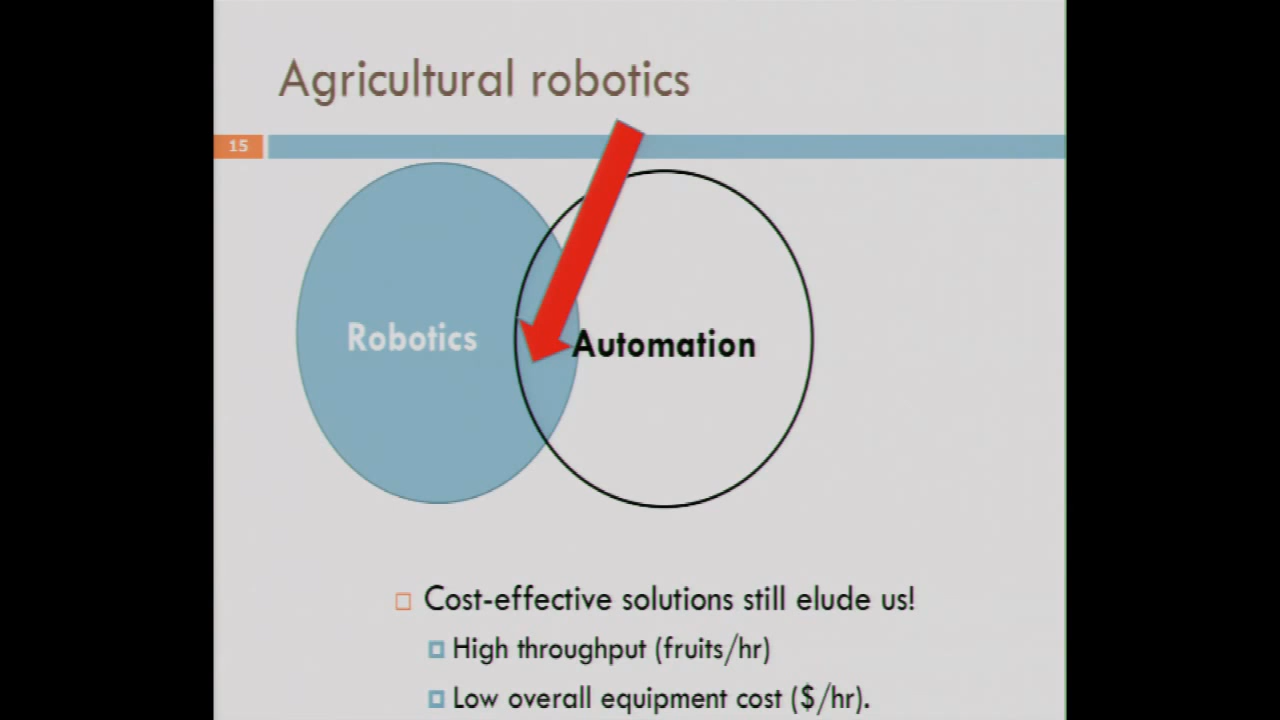 Agricultural robotics
15
Robotics
Automation
Cost-effective solutions still elude us!
High throughput (fruits/hr)
Low overall equipment cost ($/hr).